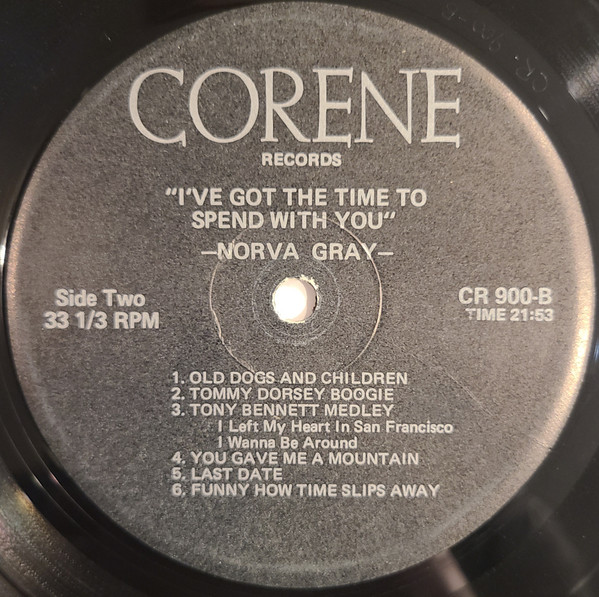 CORENE
RECORDS
"I'VE GOT THE TIME TO
SPEND WITH YOU"
—NORVA GRAY—
Side Two
33 1/3 RPM
CR 900-B
TIME 21:53
1. OLD DOGS AND CHILDREN
2. TOMMY DORSEY BOOGIE
3. TONY BENNETT MEDLEY
I Left My Heart In San Francisco
I Wanna Be Around
4. YOU GAVE ME A MOUNTAIN
5. LAST DATE
6. FUNNY HOW TIME SLIPS AWAY